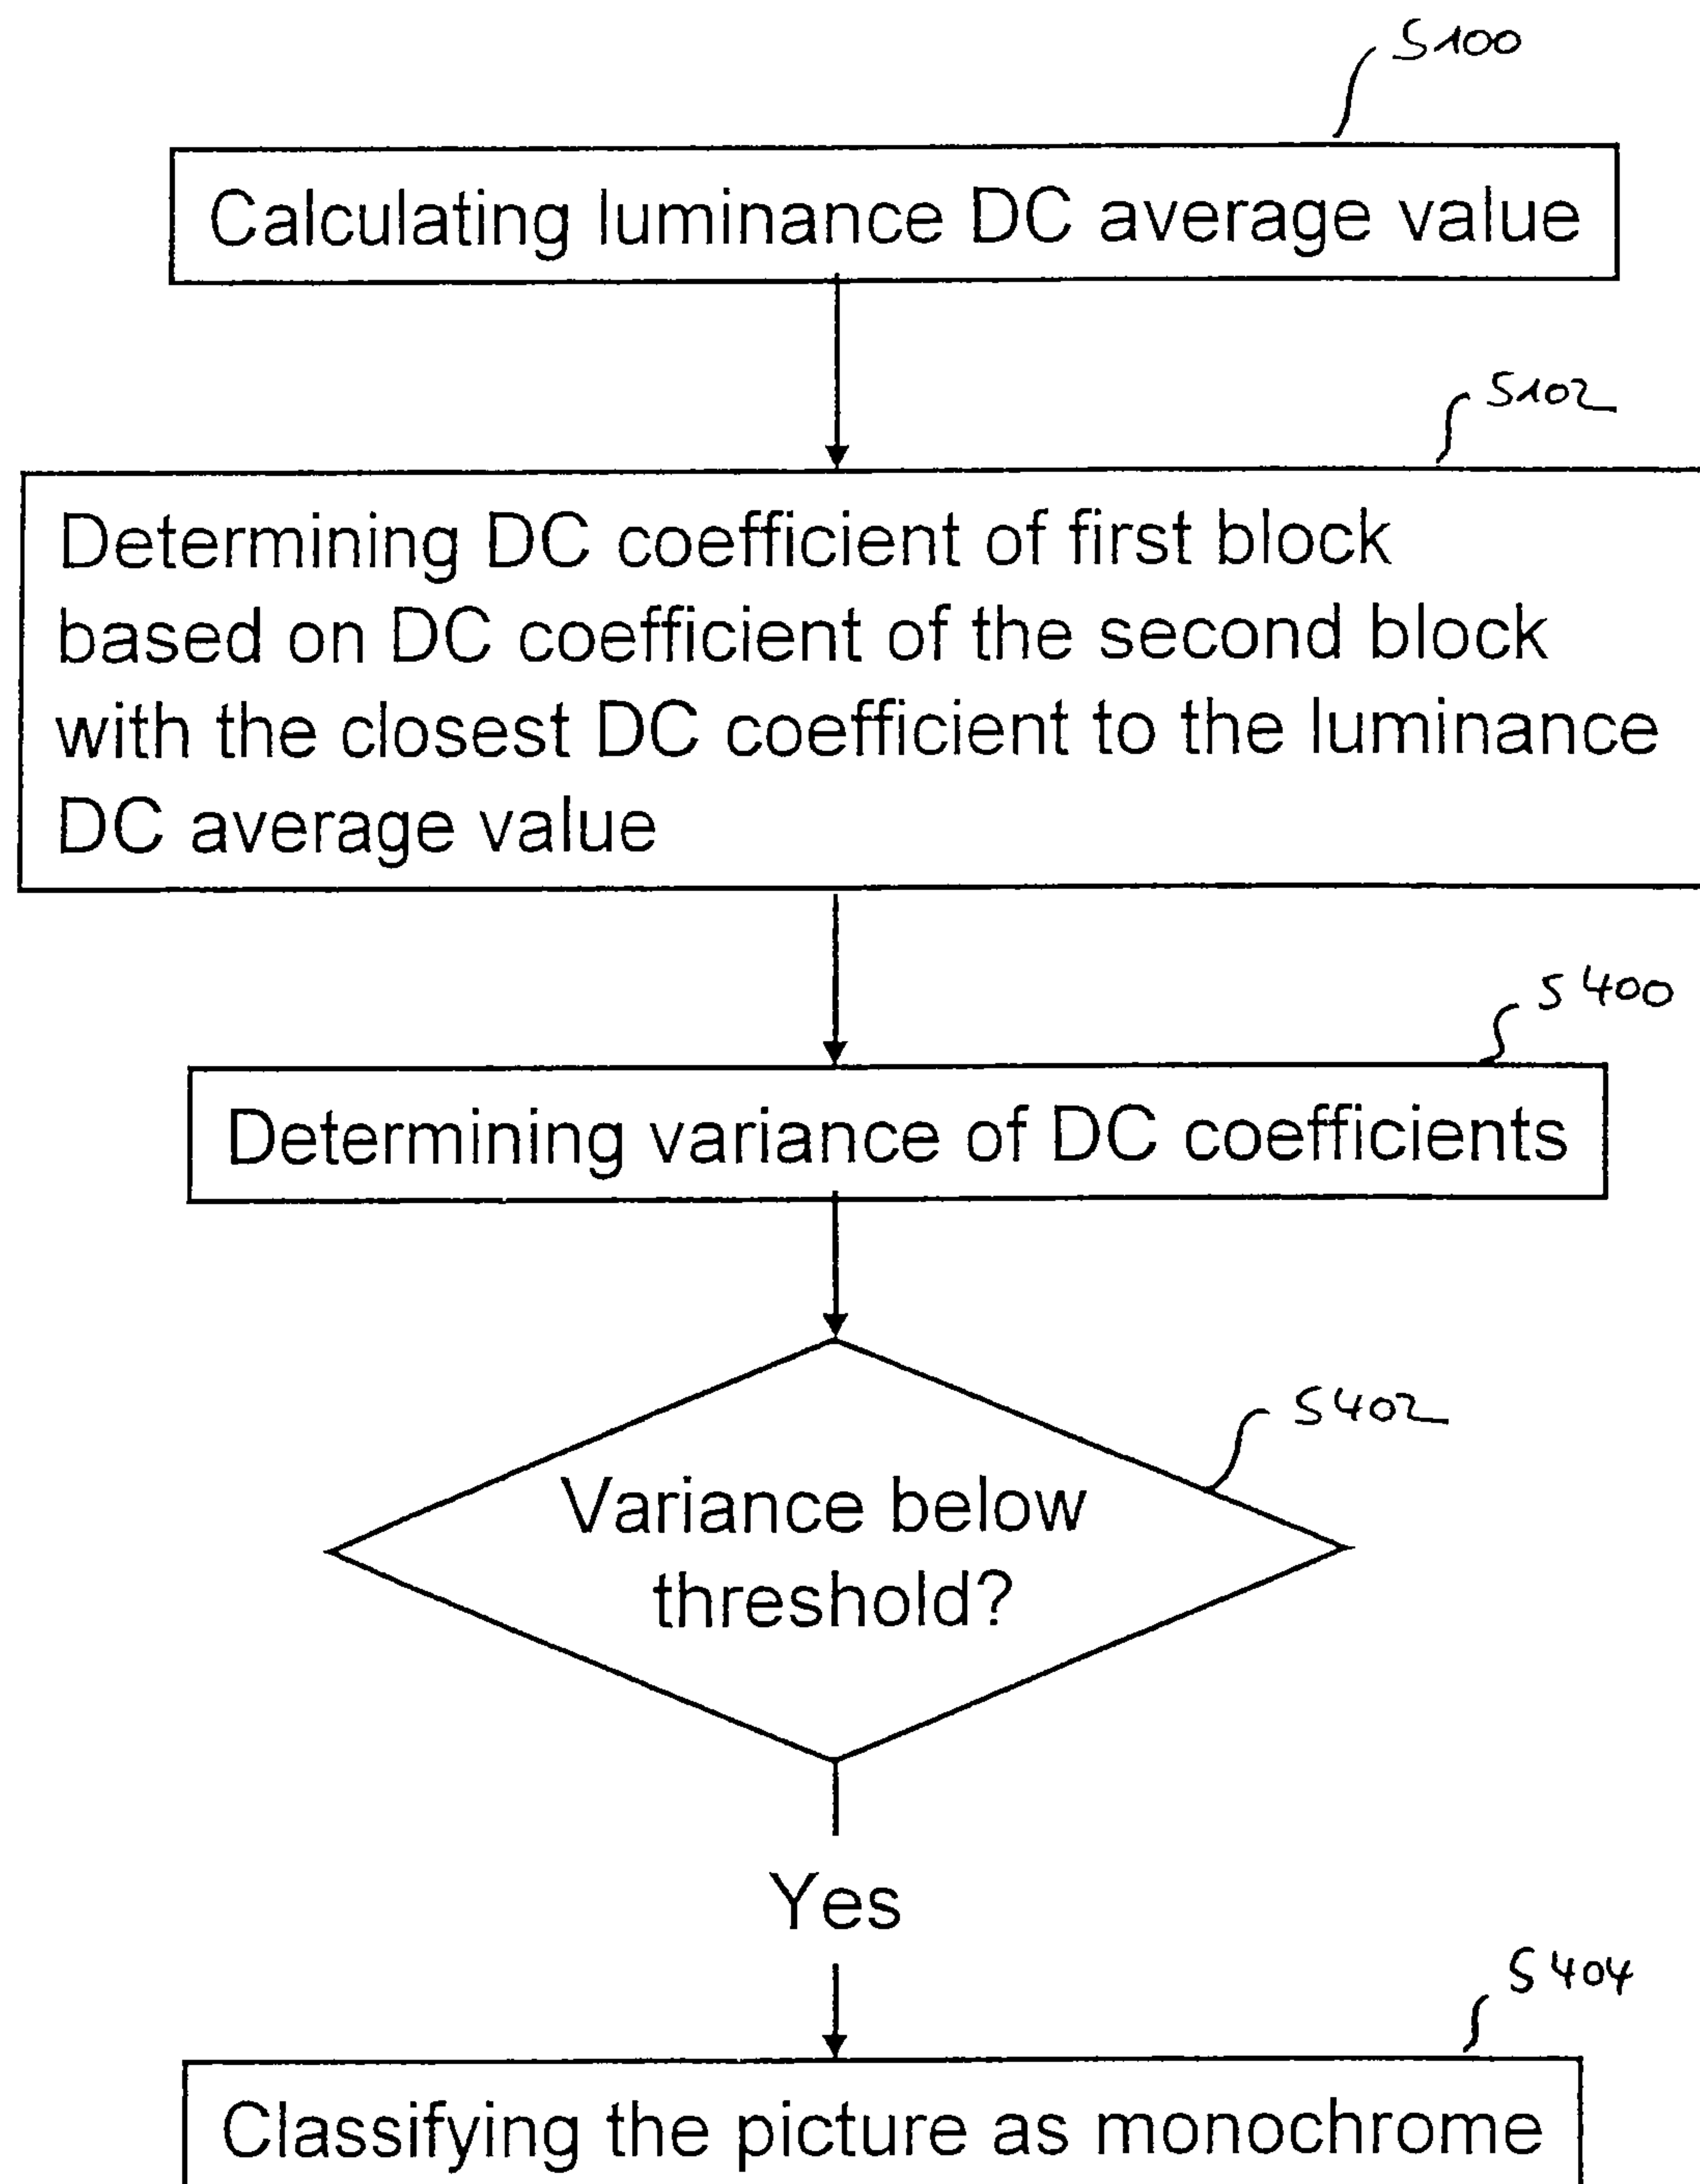 S100
Calculating luminance DC average value
S102
Determining DC coefficient of first block
based on DC coefficient of the second block
with the closest DC coefficient to the luminance
DC average value
S400
Determining variance of DC coefficients
S402
Variance below
threshold?
Yes
S404
Classifying the picture as monochrome